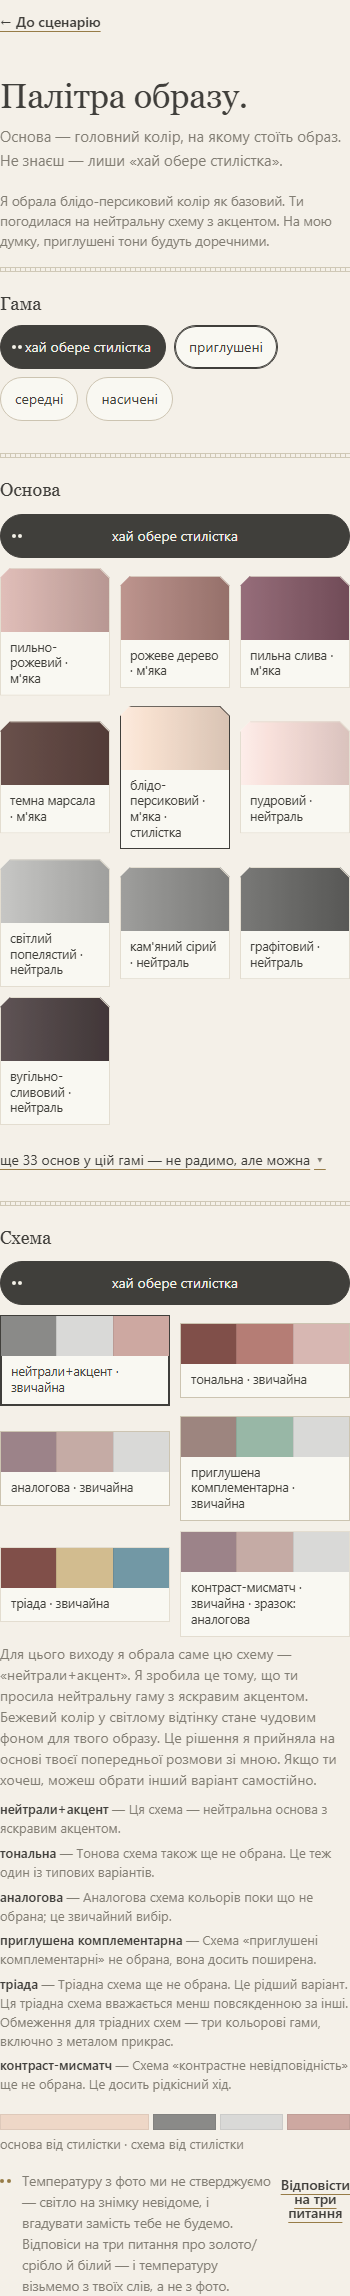 ← До сценарію
Палітра образу.
Основа — головний колір, на якому стоїть образ.
Не знаєш — лиши «хай обере стилістка».
Я обрала блідо-персиковий колір як базовий. Ти
погодилася на нейтральну схему з акцентом. На мою
думку, приглушені тони будуть доречними.
Гама
хай обере стилістка
приглушені
середні
насичені
Основа
хай обере стилістка
пильно-
рожевий ·
м'яка
рожеве дерево
· м'яка
пильна слива ·
м'яка
темна марсала
· м'яка
блідо-
персиковий ·
м'яка ·
стилістка
пудровий ·
нейтраль
світлий
попелястий ·
нейтраль
кам'яний сірий
· нейтраль
графітовий ·
нейтраль
вугільно-
сливовий ·
нейтраль
ще 33 основ у цій гамі — не радимо, але можна ▾
Схема
хай обере стилістка
нейтрали+акцент ·
звичайна
тональна · звичайна
аналогова · звичайна
приглушена
комплементарна ·
звичайна
тріада · звичайна
контраст-мисматч ·
звичайна · зразок:
аналогова
Для цього виходу я обрала саме цю схему —
«нейтрали+акцент». Я зробила це тому, що ти
просила нейтральну гаму з яскравим акцентом.
Бежевий колір у світлому відтінку стане чудовим
фоном для твого образу. Це рішення я прийняла на
основі твоєї попередньої розмови зі мною. Якщо ти
хочеш, можеш обрати інший варіант самостійно.
нейтрали+акцент — Ця схема — нейтральна основа з
яскравим акцентом.
тональна — Тонова схема також ще не обрана. Це теж
один із типових варіантів.
аналогова — Аналогова схема кольорів поки що не
обрана; це звичайний вибір.
приглушена комплементарна — Схема «приглушені
комплементарні» не обрана, вона досить поширена.
тріада — Тріадна схема ще не обрана. Це рідший варіант.
Ця тріадна схема вважається менш повсякденною за інші.
Обмеження для тріадних схем — три кольорові гами,
включно з металом прикрас.
контраст-мисматч — Схема «контрастне невідповідність»
ще не обрана. Це досить рідкісний хід.
основа від стилістки · схема від стилістки
Температуру з фото ми не стверджуємо
— світло на знімку невідоме, і
вгадувати замість тебе не будемо.
Відповіси на три питання про золото/
срібло й білий — і температуру
візьмемо з твоїх слів, а не з фото.
Відповісти
на три
питання